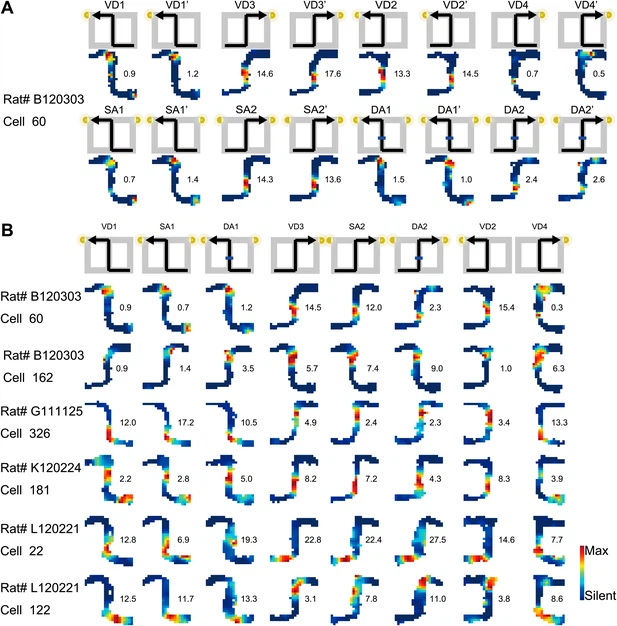 A
VD1 VD1' VD3 VD3' VD2 VD2' VD4 VD4'
Rat# B120303
Cell 60
0.9 1.2 14.6 17.6 13.3 14.5 0.7 0.5
SA1 SA1' SA2 SA2' DA1 DA1' DA2 DA2'
0.7 1.4 14.3 13.6 1.5 1.0 2.4 2.6
B
VD1 SA1 DA1 VD3 SA2 DA2 VD2 VD4
Rat# B120303
Cell 60
0.9 0.7 1.2 14.5 12.0 2.3 15.4 0.3
Rat# B120303
Cell 162
0.9 1.4 3.5 5.7 7.4 9.0 1.0 6.3
Rat# G111125
Cell 326
12.0 17.2 10.5 4.9 2.4 2.3 3.4 13.3
Rat# K120224
Cell 181
2.2 2.8 5.0 8.2 7.2 4.3 8.3 3.9
Rat# L120221
Cell 22
12.8 6.9 19.3 22.8 22.4 27.5 14.6 7.7
Rat# L120221
Cell 122
12.5 11.7 13.3 3.1 7.8 11.0 3.8 8.6
Max
Silent